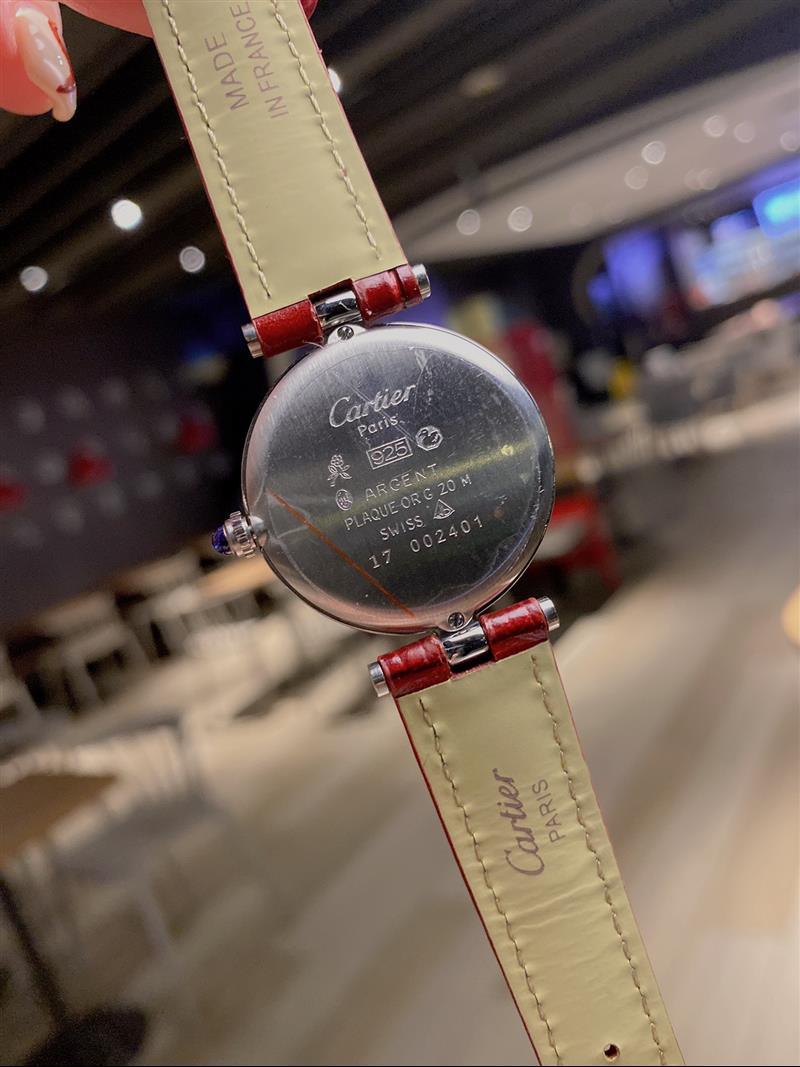 MADE
IN FRANCE
Cartier
Paris
925
ARGENT
PLAQUE OR G 20 M
SWISS
17 002401
Cartier
PARIS